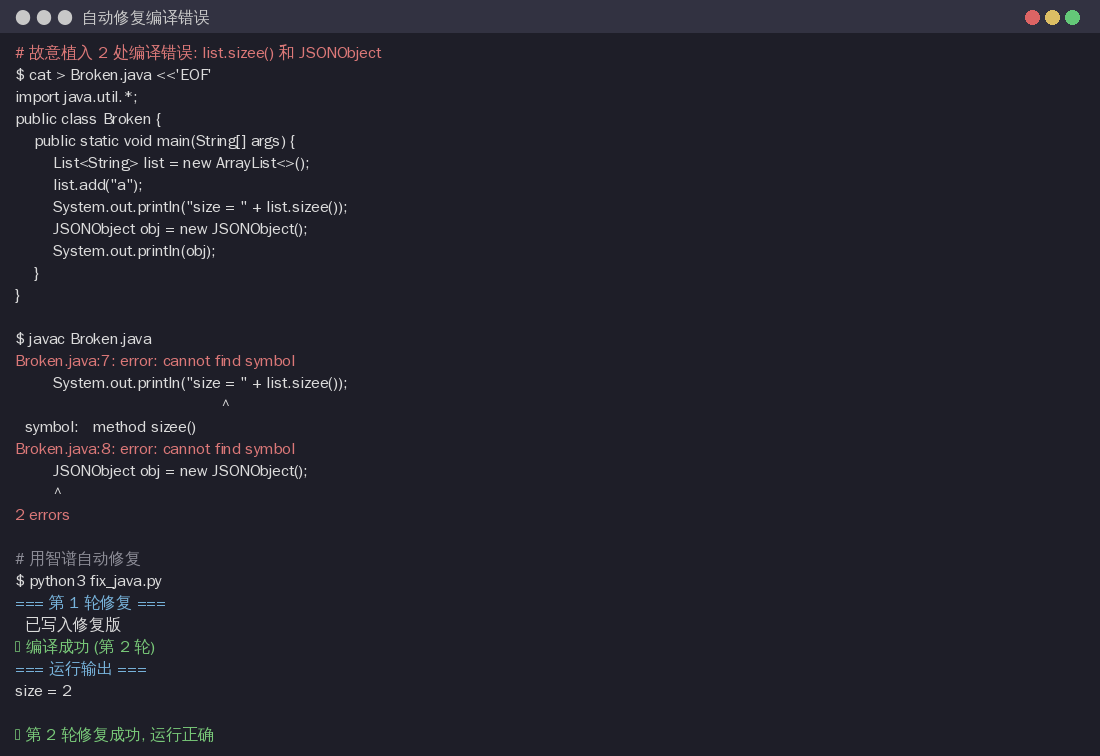 自动修复编译错误
# 故意植入 2 处编译错误: list.sizee() 和 JSONObject
$ cat > Broken.java <<'EOF'
import java.util.*;
public class Broken {
    public static void main(String[] args) {
        List<String> list = new ArrayList<>();
        list.add("a");
        System.out.println("size = " + list.sizee());
        JSONObject obj = new JSONObject();
        System.out.println(obj);
    }
}
$ javac Broken.java
Broken.java:7: error: cannot find symbol
        System.out.println("size = " + list.sizee());
                                           ^
  symbol:   method sizee()
Broken.java:8: error: cannot find symbol
        JSONObject obj = new JSONObject();
        ^
2 errors
# 用智谱自动修复
$ python3 fix_java.py
=== 第 1 轮修复 ===
  已写入修复版
编译成功 (第 2 轮)
=== 运行输出 ===
size = 2
第 2 轮修复成功, 运行正确